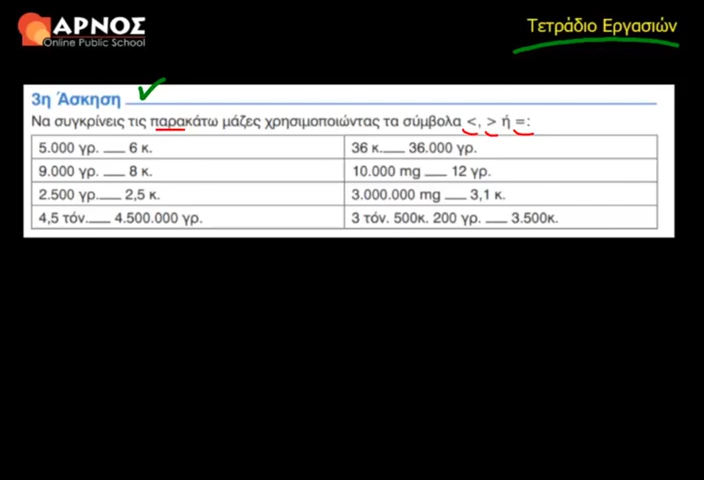 ΑΡΝΟΣ
Online Public School
Τετράδιο Εργασιών
3η Άσκηση
Να συγκρίνεις τις παρακάτω μάζες χρησιμοποιώντας τα σύμβολα <, > ή =:
5.000 γρ. ___ 6 κ.
36 κ.___ 36.000 γρ.
9.000 γρ. ___ 8 κ.
10.000 mg ___ 12 γρ.
2.500 γρ.___ 2,5 κ.
3.000.000 mg ___ 3,1 κ.
4,5 τόν.___ 4.500.000 γρ.
3 τόν. 500κ. 200 γρ. ___ 3.500κ.